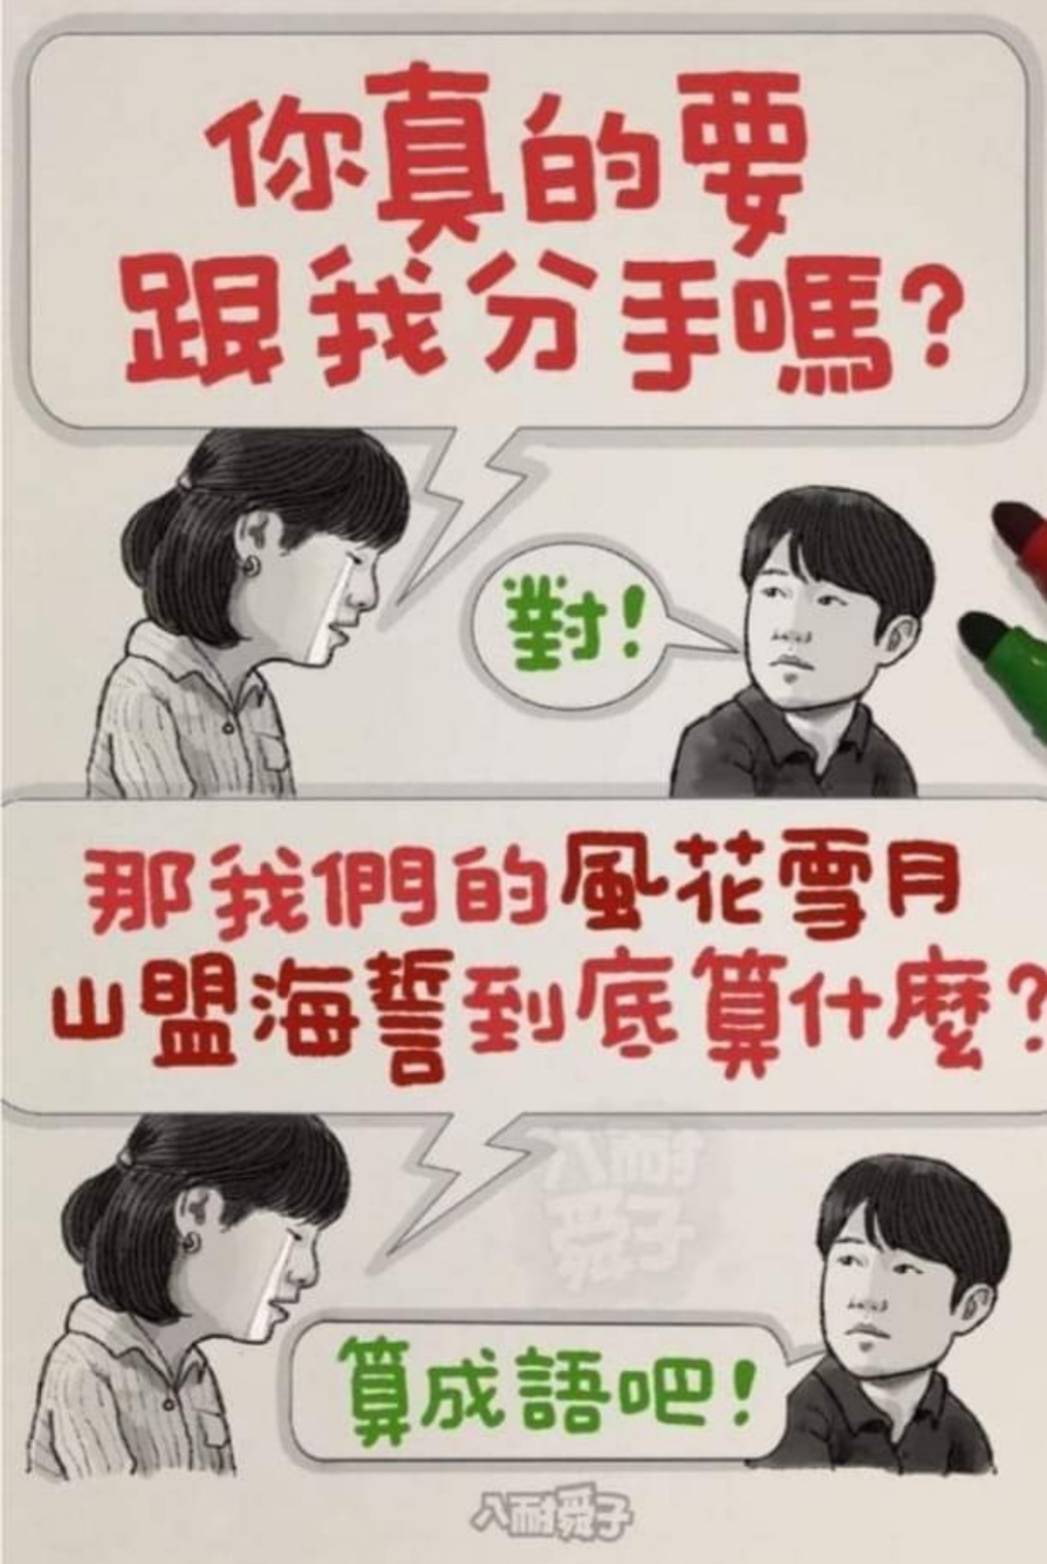 你真的要
跟我分手嗎?
對!
那我們的風花雪月
山盟海誓到底算什麼?
八耐
舜子
算成語吧!
八耐舜子